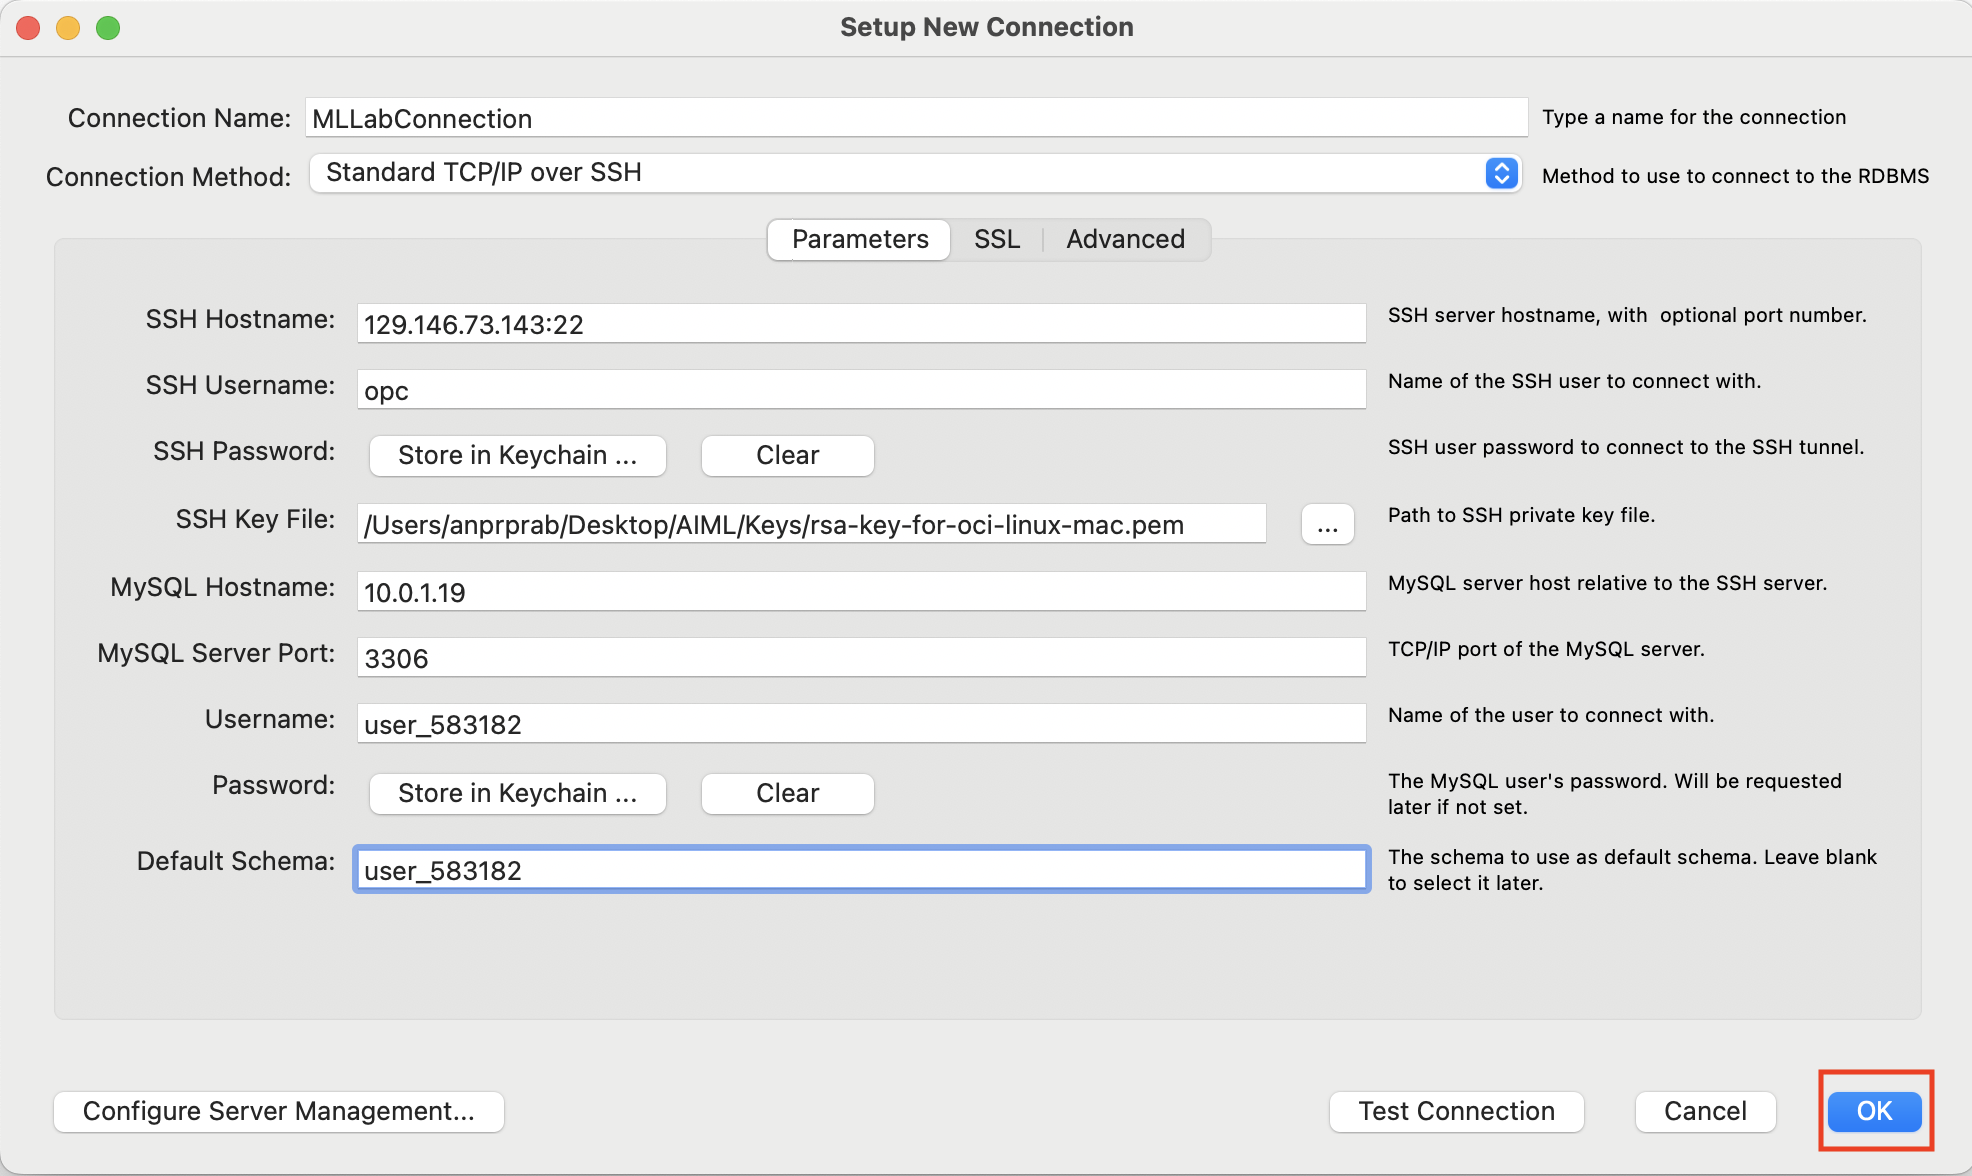 Setup New Connection
Connection Name: MLLabConnection Type a name for the connection
Connection Method: Standard TCP/IP over SSH Method to use to connect to the RDBMS
Parameters SSL Advanced
SSH Hostname: 129.146.73.143:22 SSH server hostname, with optional port number.
SSH Username: opc Name of the SSH user to connect with.
SSH Password: Store in Keychain ... Clear SSH user password to connect to the SSH tunnel.
SSH Key File: /Users/anprprab/Desktop/AIML/Keys/rsa-key-for-oci-linux-mac.pem ... Path to SSH private key file.
MySQL Hostname: 10.0.1.19 MySQL server host relative to the SSH server.
MySQL Server Port: 3306 TCP/IP port of the MySQL server.
Username: user_583182 Name of the user to connect with.
Password: Store in Keychain ... Clear The MySQL user's password. Will be requested
later if not set.
Default Schema: user_583182 The schema to use as default schema. Leave blank
to select it later.
Configure Server Management... Test Connection Cancel OK